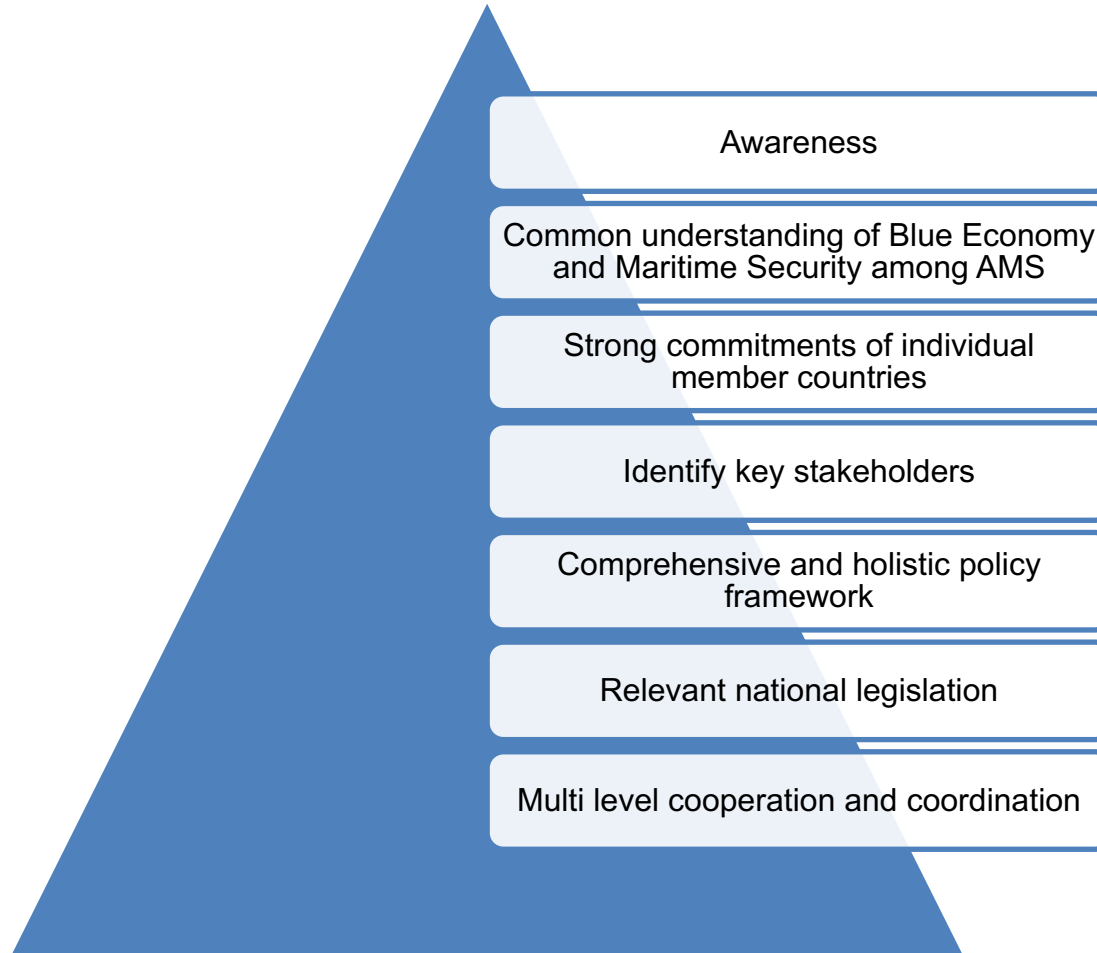 Awareness
Common understanding of Blue Economy
and Maritime Security among AMS
Strong commitments of individual
member countries
Identify key stakeholders
Comprehensive and holistic policy
framework
Relevant national legislation
Multi level cooperation and coordination